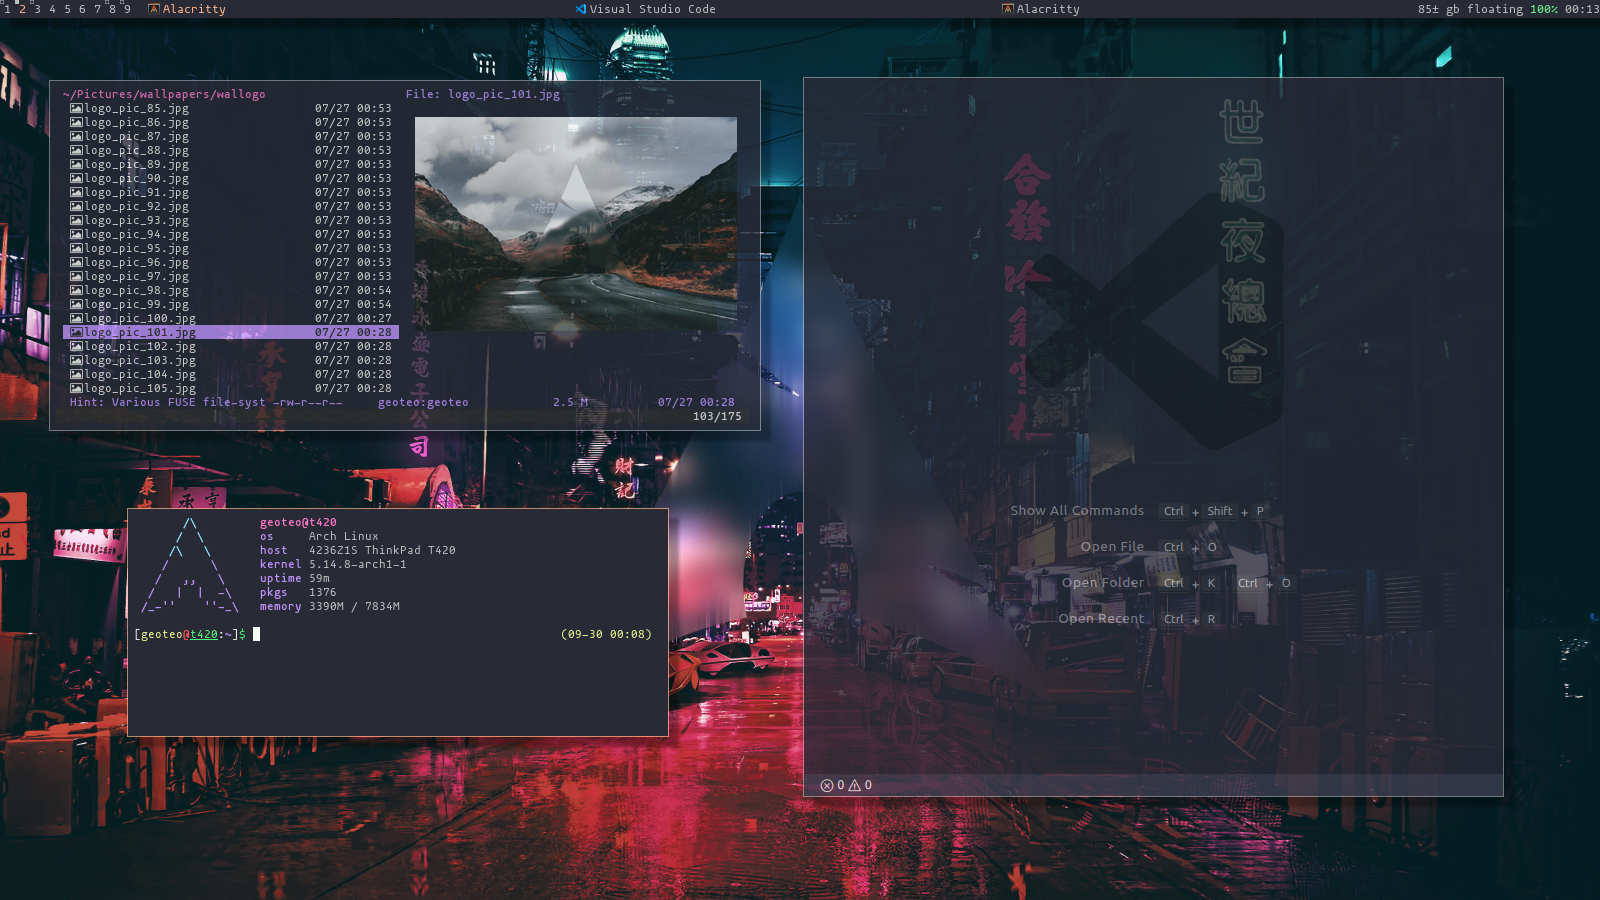 1 2 3 4 5 6 7 8 9 Alacritty
Visual Studio Code
Alacritty
85± gb floating 100% 00:13
~/Pictures/wallpapers/wallogo
File: logo_pic_101.jpg
logo_pic_85.jpg 07/27 00:53
logo_pic_86.jpg 07/27 00:53
logo_pic_87.jpg 07/27 00:53
logo_pic_88.jpg 07/27 00:53
logo_pic_89.jpg 07/27 00:53
logo_pic_90.jpg 07/27 00:53
logo_pic_91.jpg 07/27 00:53
logo_pic_92.jpg 07/27 00:53
logo_pic_93.jpg 07/27 00:53
logo_pic_94.jpg 07/27 00:53
logo_pic_95.jpg 07/27 00:53
logo_pic_96.jpg 07/27 00:53
logo_pic_97.jpg 07/27 00:53
logo_pic_98.jpg 07/27 00:54
logo_pic_99.jpg 07/27 00:54
logo_pic_100.jpg 07/27 00:27
logo_pic_101.jpg 07/27 00:28
logo_pic_102.jpg 07/27 00:28
logo_pic_103.jpg 07/27 00:28
logo_pic_104.jpg 07/27 00:28
logo_pic_105.jpg 07/27 00:28
Hint: Various FUSE file-syst -rw-r--r-- geoteo:geoteo 2.5 M 07/27 00:28
103/175
geoteo@t420
os Arch Linux
host 4236Z1S ThinkPad T420
kernel 5.14.8-arch1-1
uptime 59m
pkgs 1376
memory 3390M / 7834M
[geoteo@t420:~]$ (09-30 00:08)
世紀夜總會
電子公司
財記
Show All Commands Ctrl + Shift + P
Open File Ctrl + O
Open Folder Ctrl + K Ctrl + O
Open Recent Ctrl + R
0 0